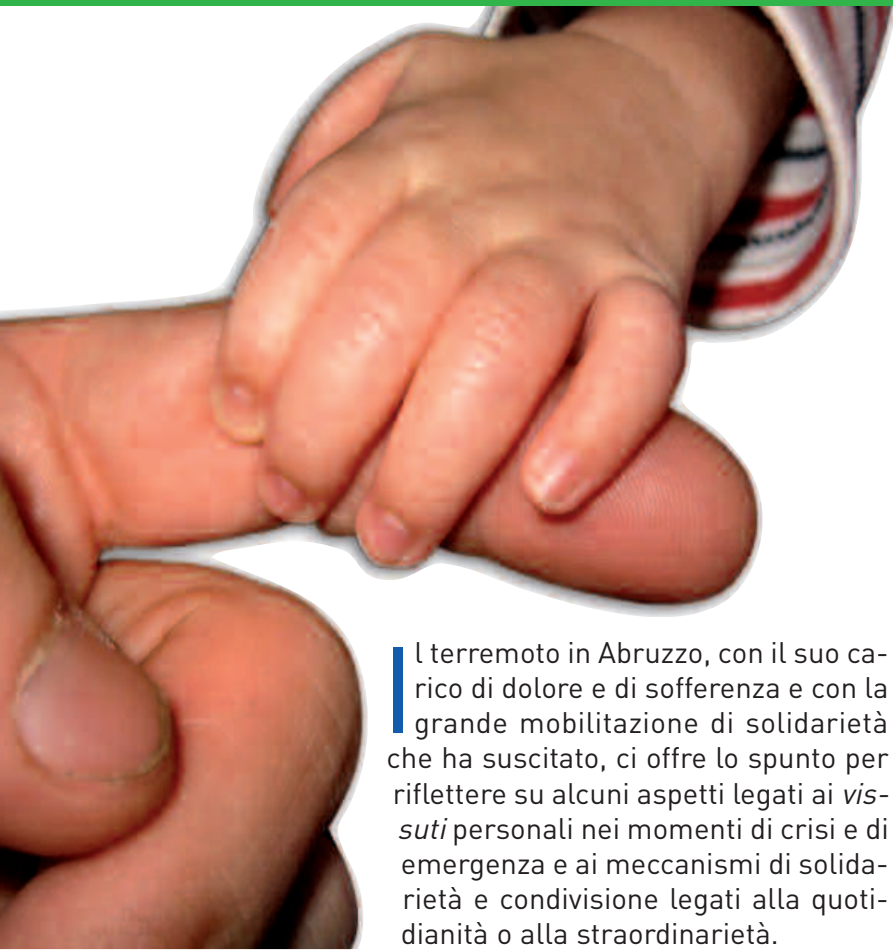 Il terremoto in Abruzzo, con il suo ca-
rico di dolore e di sofferenza e con la
grande mobilitazione di solidarietà
che ha suscitato, ci offre lo spunto per
riflettere su alcuni aspetti legati ai vis-
suti personali nei momenti di crisi e di
emergenza e ai meccanismi di solida-
rietà e condivisione legati alla quoti-
dianità o alla straordinarietà.